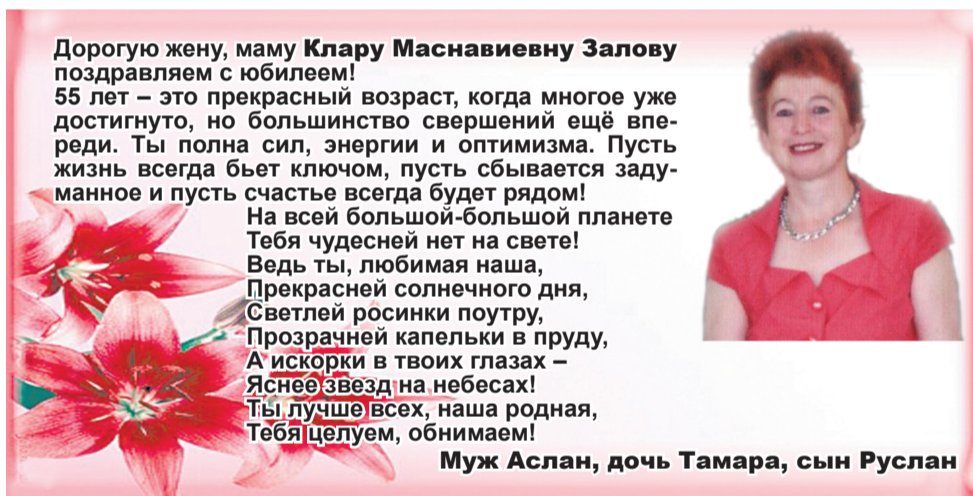 Дорогую жену, маму Клару Маснавиевну Залову
поздравляем с юбилеем!
55 лет – это прекрасный возраст, когда многое уже
достигнуто, но большинство свершений ещё впе-
реди. Ты полна сил, энергии и оптимизма. Пусть
жизнь всегда бьет ключом, пусть сбывается заду-
манное и пусть счастье всегда будет рядом!
На всей большой-большой планете
Тебя чудесней нет на свете!
Ведь ты, любимая наша,
Прекрасней солнечного дня,
Светлей росинки поутру,
Прозрачней капельки в пруду,
А искорки в твоих глазах –
Яснее звезд на небесах!
Ты лучше всех, наша родная,
Тебя целуем, обнимаем!
Муж Аслан, дочь Тамара, сын Руслан